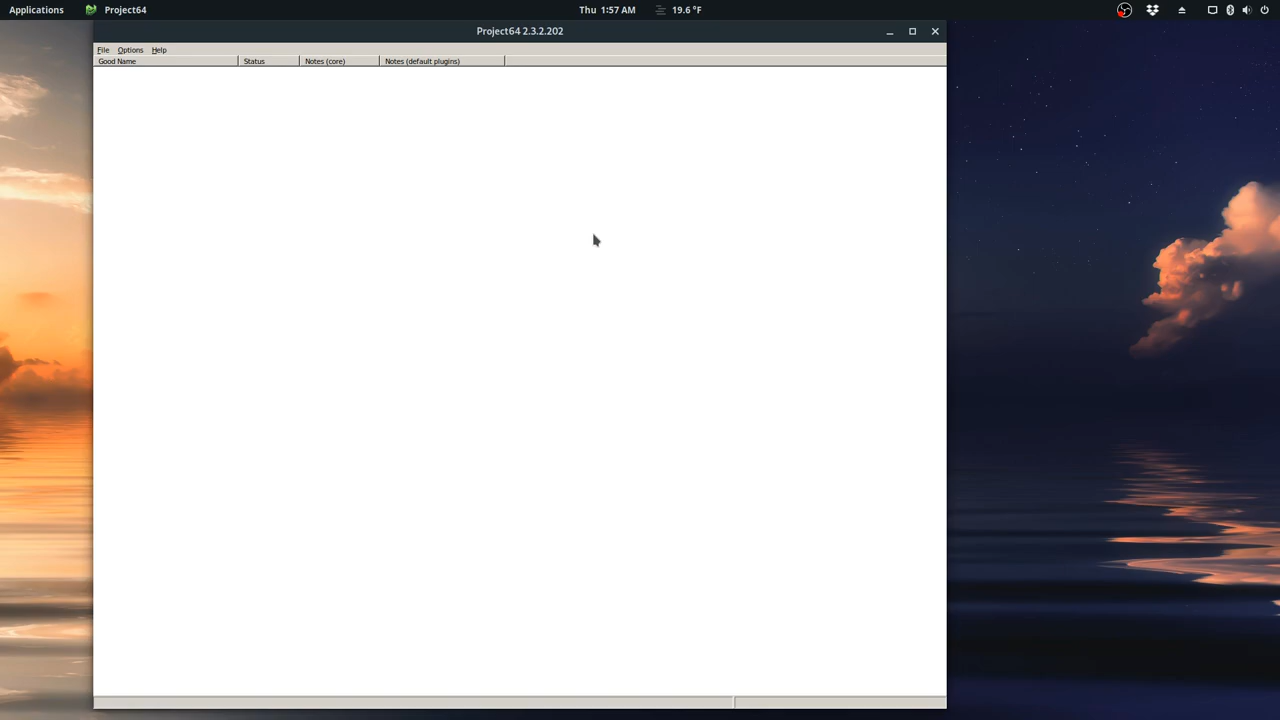 Applications Project64 Thu 1:57 AM 19.6 °F
Project64 2.3.2.202
File Options Help
Good Name Status Notes (core) Notes (default plugins)